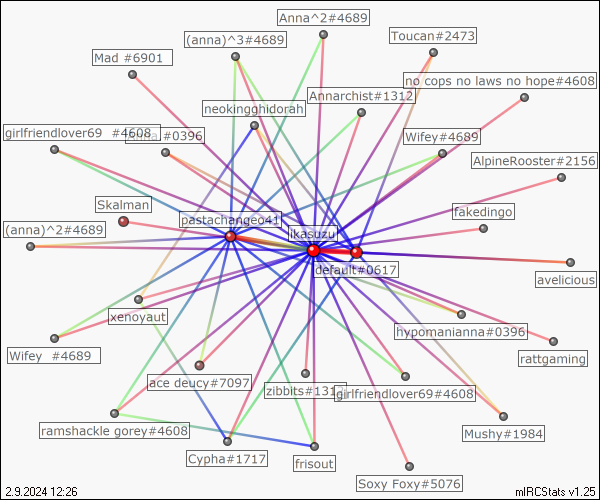 Anna^2#4689
Toucan#2473
(anna)^3#4689
Mad #6901
no cops no laws no hope#4608
Annarchist#1312
neokingghidorah
girlfriendlover69 #4608
#0396
Wifey#4689
AlpineRooster#2156
Skalman
fakedingo
pastachangeo41
(anna)^2#4689
ikasuzu
default#0617
avelicious
xenoyaut
hypomanianna#0396
Wifey #4689
rattgaming
ace deucy#7097
zibbits#131
girlfriendlover69#4608
ramshackle gorey#4608
Mushy#1984
Cypha#1717
frisout
Soxy Foxy#5076
2.9.2024 12:26
mIRCStats v1.25